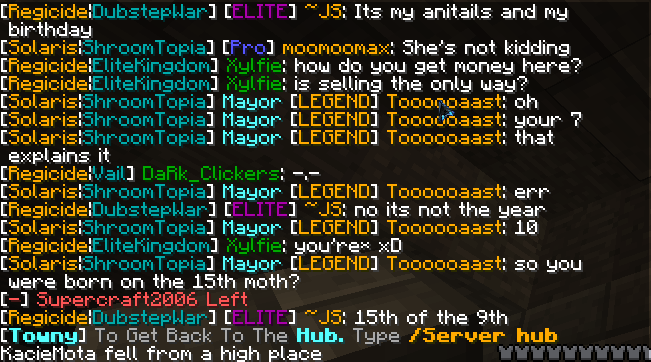 [Regicide|DubstepWar] [ELITE] ~JS: Its my anitails and my
birthday
[Solaris|ShroomTopia] [Pro] moomoomax: She's not kidding
[Regicide|EliteKingdom] Xylfie: how do you get money here?
[Regicide|EliteKingdom] Xylfie: is selling the only way?
[Solaris|ShroomTopia] Mayor [LEGEND] Toooooaast: oh
[Solaris|ShroomTopia] Mayor [LEGEND] Toooooaast: your 7
[Solaris|ShroomTopia] Mayor [LEGEND] Toooooaast: that
explains it
[Regicide|Vail] DaRk_Clickers: -.-
[Solaris|ShroomTopia] Mayor [LEGEND] Toooooaast: err
[Regicide|DubstepWar] [ELITE] ~JS: no its not the year
[Solaris|ShroomTopia] Mayor [LEGEND] Toooooaast: 10
[Regicide|EliteKingdom] Xylfie: you're* xD
[Solaris|ShroomTopia] Mayor [LEGEND] Toooooaast: so you
were born on the 15th moth?
[-] Supercraft2006 Left
[Regicide|DubstepWar] [ELITE] ~JS: 15th of the 9th
[Towny] To Get Back To The Hub. Type /Server hub
KacieMota fell from a high place